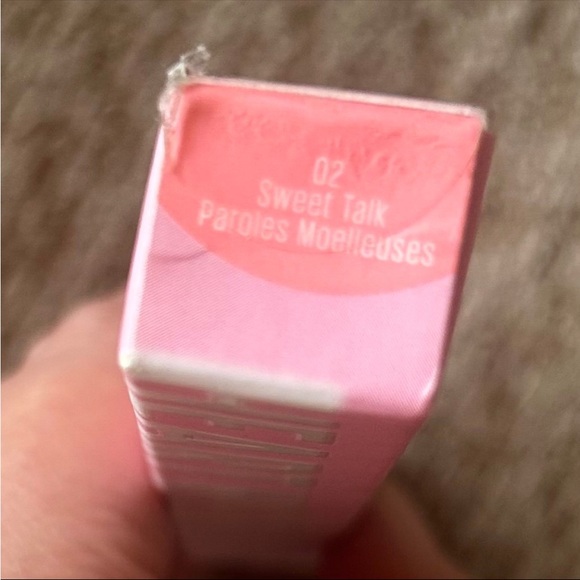 02
Sweet Talk
Paroles Moelleuses